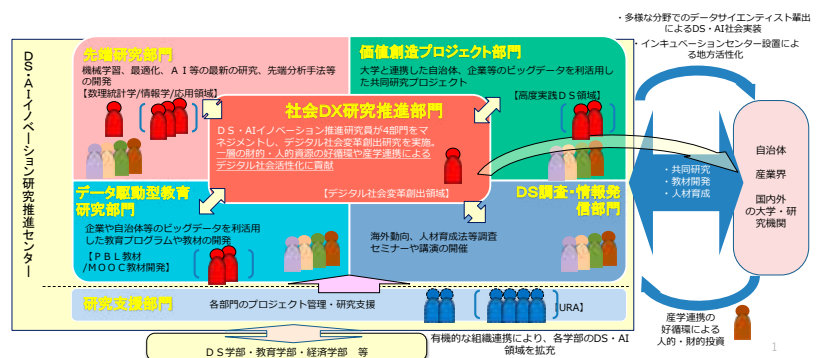 ・多様な分野でのデータサイエンティスト輩出
によるDS・AI社会実装
・インキュベーションセンター設置によ
る地方活性化
DS・AIイノベーション研究推進センター
先端研究部門
機械学習、最適化、ＡＩ等の最新の研究、先端分析手法等
の開発
【数理統計学/情報学/応用領域】
価値創造プロジェクト部門
大学と連携した自治体、企業等のビッグデータを利活用し
た共同研究プロジェクト
【高度実践ＤＳ領域】
社会DX研究推進部門
ＤＳ・AIイノベーション推進研究員が4部門をマ
ネジメントし、デジタル社会変革創出研究を実施。
一層の財的・人的資源の好循環や産学連携による
デジタル社会活性化に貢献
【デジタル社会変革創出領域】
データ駆動型教育
研究部門
企業や自治体等のビッグデータを利活用
した教育プログラムや教材の開発
【ＰＢＬ教材
/ＭＯＯＣ教材開発】
DS調査・情報発
信部門
海外動向、人材育成法等調査
セミナーや講演の開催
・共同研究
・教材開発
・人材育成
自治体
産業界
国内外
の大学・研
究機関
研究支援部門
各部門のプロジェクト管理・研究支援
URA】
産学連携の
好循環による
人的・財的投資
有機的な組織連携により、各学部のDS・AI
領域を拡充
ＤＳ学部・教育学部・経済学部　等
1